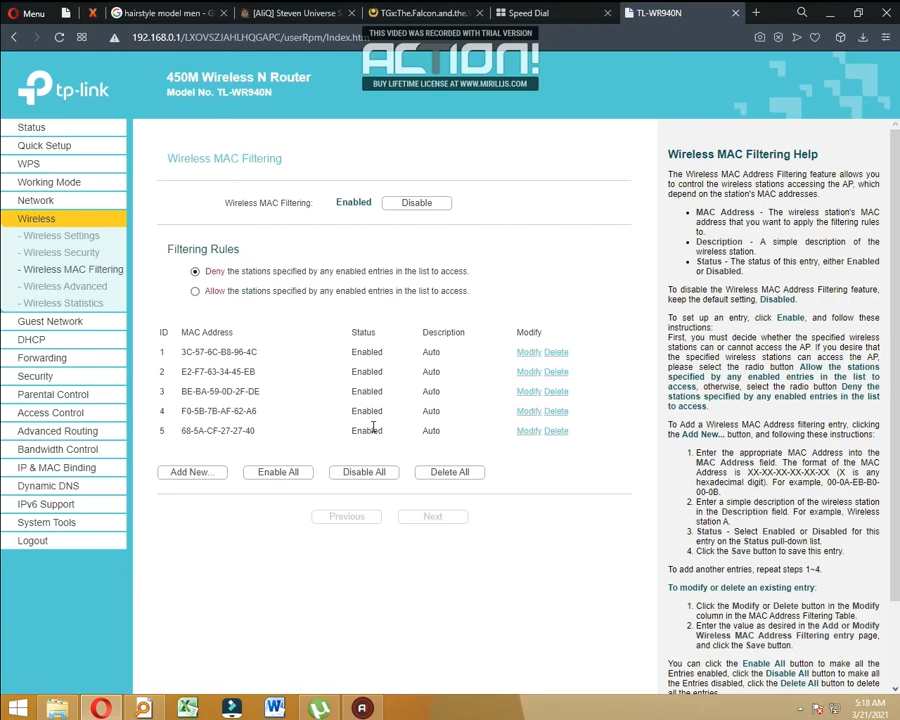 Menu
hairstyle model men - G
[AliQ] Steven Universe S
TGx:The.Falcon.and.the.
Speed Dial
TL-WR940N
192.168.0.1/LXOVSZJAHLHQGAPC/userRpm/Index.htm
THIS VIDEO WAS RECORDED WITH TRIAL VERSION
ACTION!
BUY LIFETIME LICENSE AT WWW.MIRILLIS.COM
tp-link
450M Wireless N Router
Model No. TL-WR940N
Status
Quick Setup
WPS
Working Mode
Network
Wireless
- Wireless Settings
- Wireless Security
- Wireless MAC Filtering
- Wireless Advanced
- Wireless Statistics
Guest Network
DHCP
Forwarding
Security
Parental Control
Access Control
Advanced Routing
Bandwidth Control
IP & MAC Binding
Dynamic DNS
IPv6 Support
System Tools
Logout
Wireless MAC Filtering
Wireless MAC Filtering: Enabled Disable
Filtering Rules
Deny the stations specified by any enabled entries in the list to access.
Allow the stations specified by any enabled entries in the list to access.
ID MAC Address Status Description Modify
1 3C-57-6C-B8-96-4C Enabled Auto Modify Delete
2 E2-F7-63-34-45-EB Enabled Auto Modify Delete
3 BE-BA-59-0D-2F-DE Enabled Auto Modify Delete
4 F0-5B-7B-AF-62-A6 Enabled Auto Modify Delete
5 68-5A-CF-27-27-40 Enabled Auto Modify Delete
Add New... Enable All Disable All Delete All
Previous Next
Wireless MAC Filtering Help
The Wireless MAC Address Filtering feature allows you
to control the wireless stations accessing the AP, which
depend on the station's MAC addresses.
• MAC Address - The wireless station's MAC
address that you want to apply the filtering rules
to.
• Description - A simple description of the
wireless station.
• Status - The status of this entry, either Enabled
or Disabled.
To disable the Wireless MAC Address Filtering feature,
keep the default setting, Disabled.
To set up an entry, click Enable, and follow these
instructions:
First, you must decide whether the specified wireless
stations can or cannot access the AP. If you desire that
the specified wireless stations can access the AP,
please select the radio button Allow the stations
specified by any enabled entries in the list to
access, otherwise, select the radio button Deny the
stations specified by any enabled entries in the list
to access.
To Add a Wireless MAC Address filtering entry, clicking
the Add New... button, and following these instructions:
1. Enter the appropriate MAC Address into the
MAC Address field. The format of the MAC
Address is XX-XX-XX-XX-XX-XX (X is any
hexadecimal digit). For example, 00-0A-EB-B0-
00-0B.
2. Enter a simple description of the wireless station
in the Description field. For example, Wireless
station A.
3. Status - Select Enabled or Disabled for this
entry on the Status pull-down list.
4. Click the Save button to save this entry.
To add another entries, repeat steps 1~4.
To modify or delete an existing entry:
1. Click the Modify or Delete button in the Modify
column in the MAC Address Filtering Table.
2. Enter the value as desired in the Add or Modify
Wireless MAC Address Filtering entry page,
and click the Save button.
You can click the Enable All button to make all the
Entries enabled, click the Disable All button to make all
the Entries disabled, click the Delete All button to delete
all the entries.
5:18 AM
3/21/2021